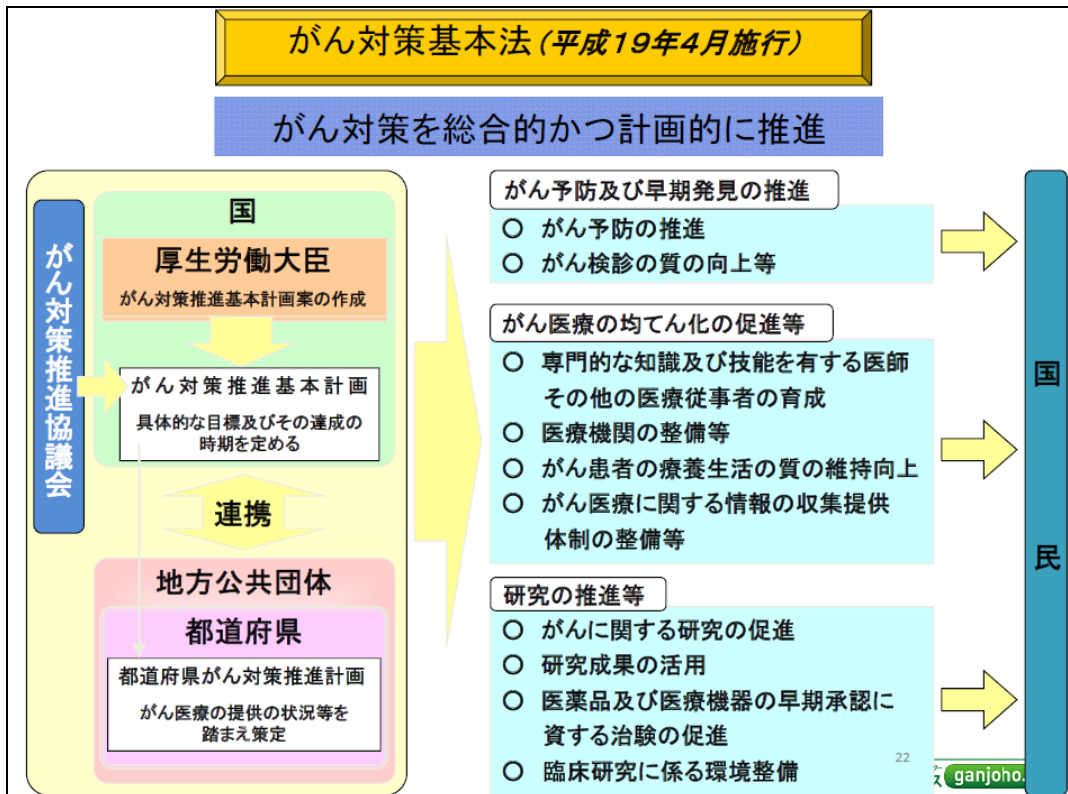 がん対策基本法(平成19年4月施行)
がん対策を総合的かつ計画的に推進
がん対策推進協議会
国
厚生労働大臣
がん対策推進基本計画案の作成
がん対策推進基本計画
具体的な目標及びその達成の
時期を定める
連携
地方公共団体
都道府県
都道府県がん対策推進計画
がん医療の提供の状況等を
踏まえ策定
がん予防及び早期発見の推進
○ がん予防の推進
○ がん検診の質の向上等
がん医療の均てん化の促進等
○ 専門的な知識及び技能を有する医師
その他の医療従事者の育成
○ 医療機関の整備等
○ がん患者の療養生活の質の維持向上
○ がん医療に関する情報の収集提供
体制の整備等
研究の推進等
○ がんに関する研究の促進
○ 研究成果の活用
○ 医薬品及び医療機器の早期承認に
資する治験の促進
○ 臨床研究に係る環境整備
国民
22
ス ganjoho.